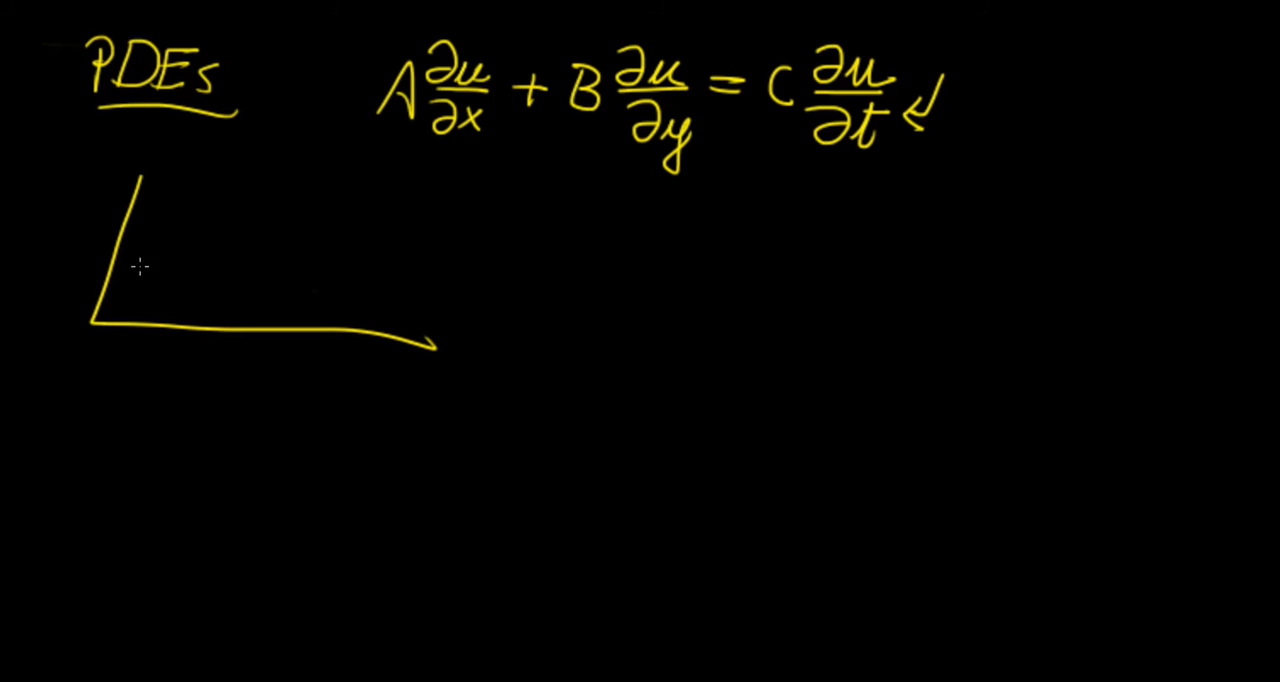 PDEs
A ∂u/∂x + B ∂u/∂y = C ∂u/∂t